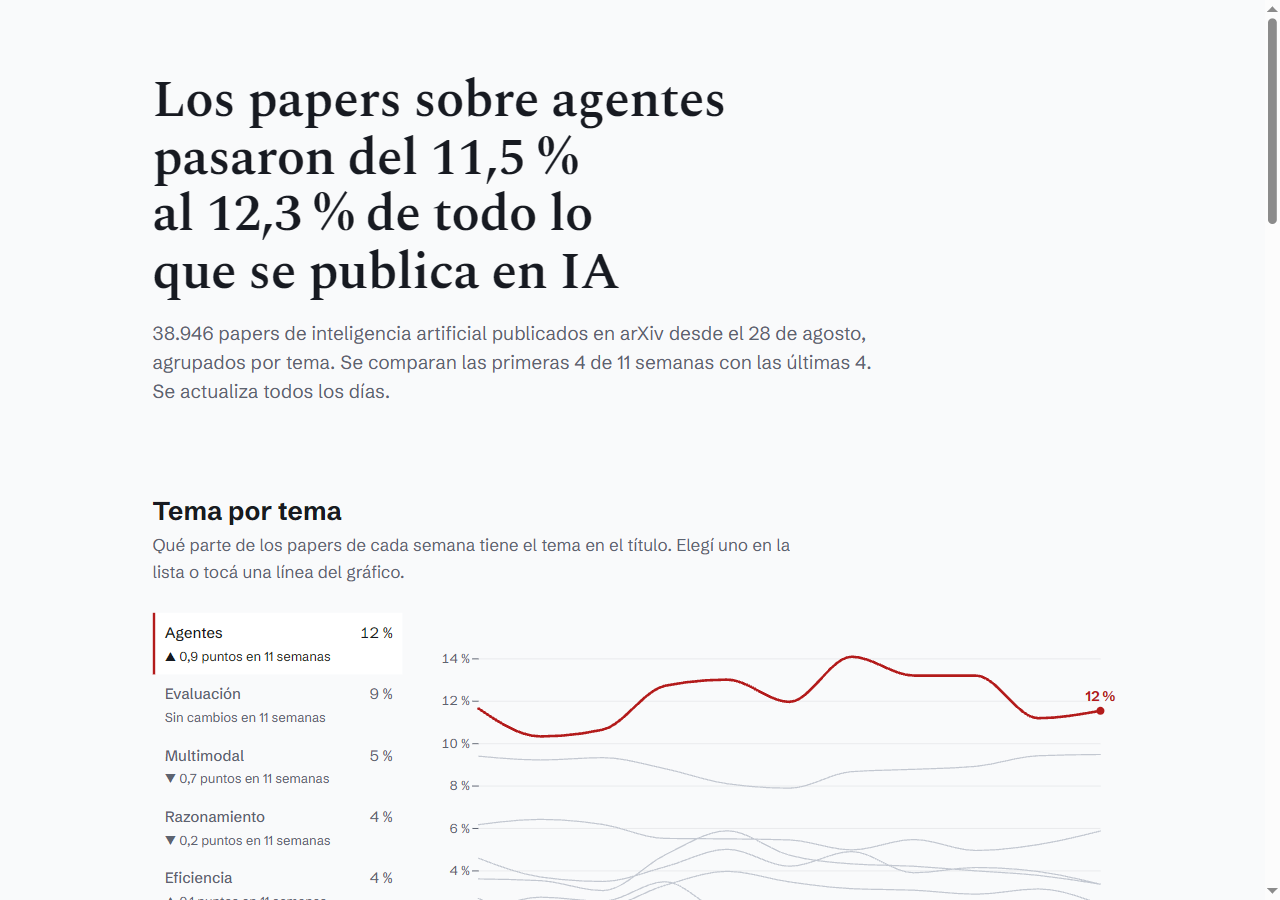 Los papers sobre agentes
pasaron del 11,5 %
al 12,3 % de todo lo
que se publica en IA
38.946 papers de inteligencia artificial publicados en arXiv desde el 28 de agosto,
agrupados por tema. Se comparan las primeras 4 de 11 semanas con las últimas 4.
Se actualiza todos los días.
Tema por tema
Qué parte de los papers de cada semana tiene el tema en el título. Elegí uno en la
lista o tocá una línea del gráfico.
Agentes 12 %
▲ 0,9 puntos en 11 semanas
Evaluación 9 %
Sin cambios en 11 semanas
Multimodal 5 %
▼ 0,7 puntos en 11 semanas
Razonamiento 4 %
▼ 0,2 puntos en 11 semanas
Eficiencia 4 %
14 %
12 %
10 %
8 %
6 %
4 %
12 %